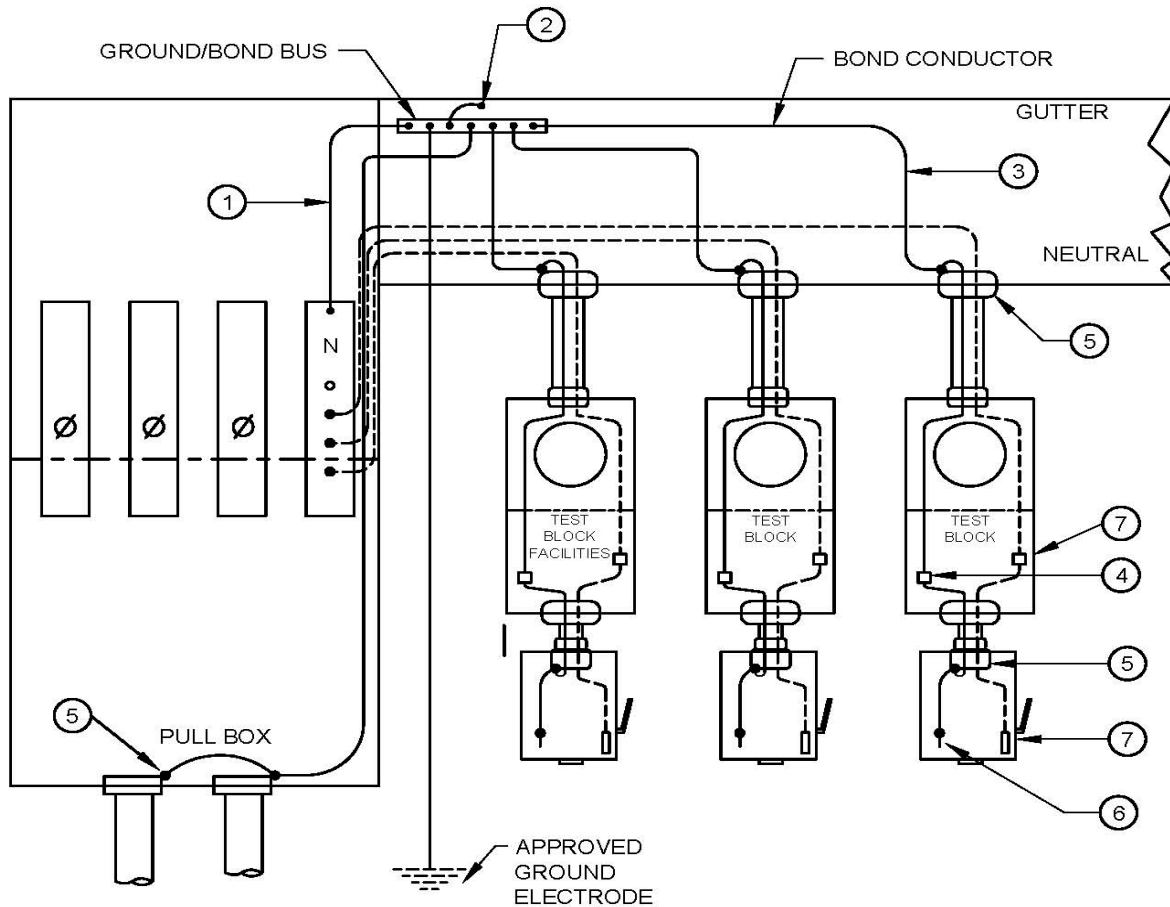 2
GROUND/BOND BUS
BOND CONDUCTOR
GUTTER
3
1
NEUTRAL
N
5
Ø
Ø
Ø
TEST
BLOCK
FACILITIES
TEST
BLOCK
TEST
BLOCK
7
4
5
5
PULL BOX
7
6
APPROVED
GROUND
ELECTRODE